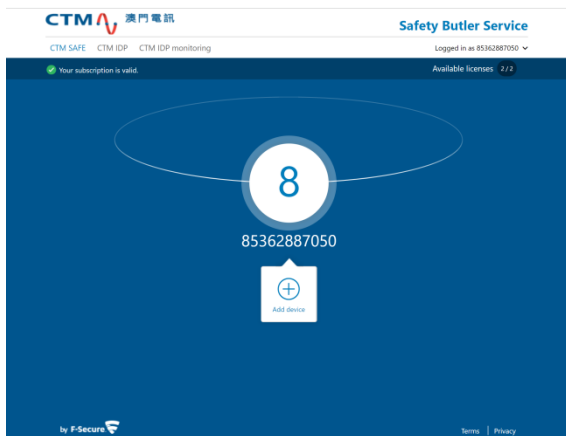 CTM 澳門電訊
Safety Butler Service
CTM SAFE CTM IDP CTM IDP monitoring
Logged in as 85362887050
Your subscription is valid.
Available licenses 2/2
8
85362887050
Add device
by F-Secure
Terms | Privacy